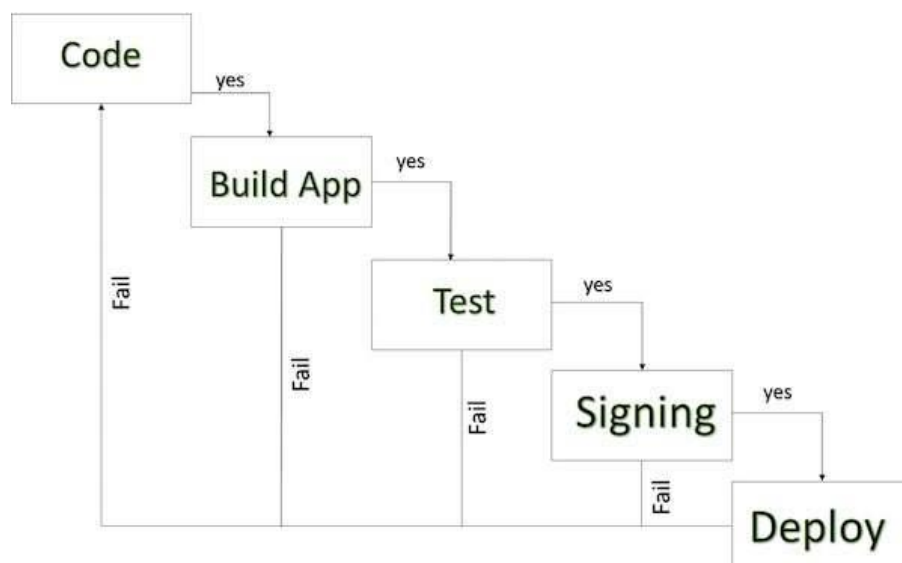 Code
yes
Build App
yes
Test
yes
Signing
yes
Deploy
Fail
Fail
Fail
Fail